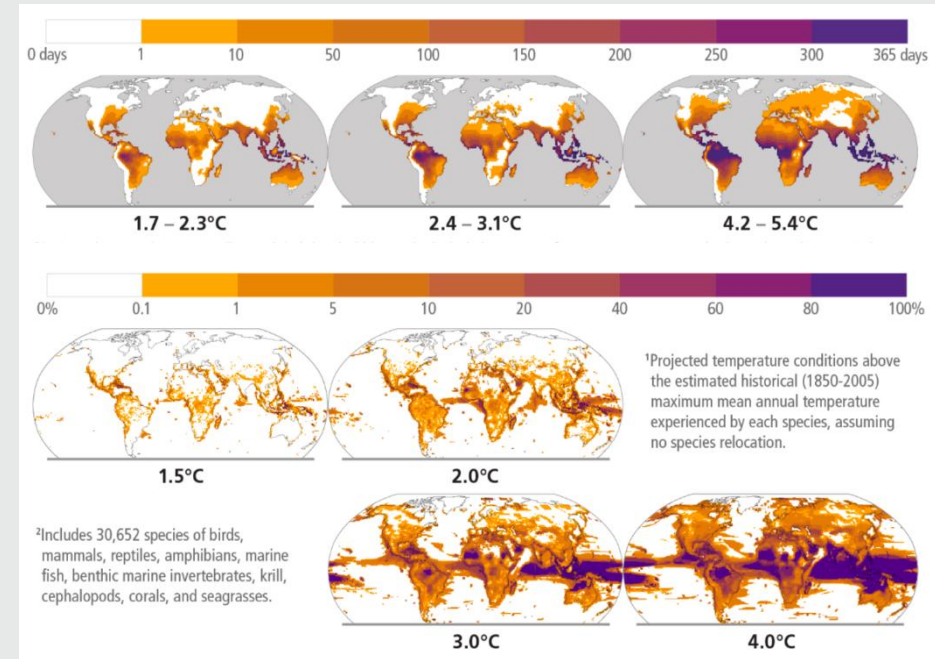 0 days 1 10 50 100 150 200 250 300 365 days
1.7 – 2.3°C 2.4 – 3.1°C 4.2 – 5.4°C
0% 0.1 1 5 10 20 40 60 80 100%
¹Projected temperature conditions above
the estimated historical (1850-2005)
maximum mean annual temperature
experienced by each species, assuming
no species relocation.
1.5°C 2.0°C
²Includes 30,652 species of birds,
mammals, reptiles, amphibians, marine
fish, benthic marine invertebrates, krill,
cephalopods, corals, and seagrasses.
3.0°C 4.0°C